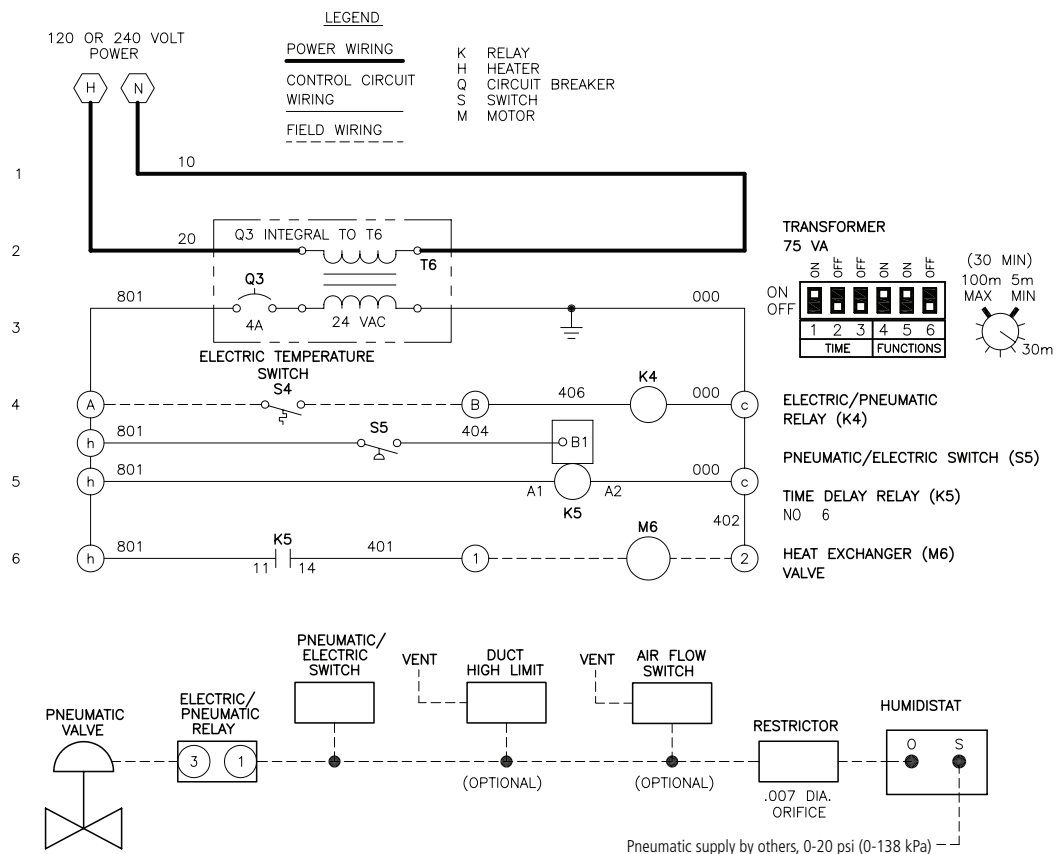 LEGEND
120 OR 240 VOLT
POWER
H
N
POWER WIRING
CONTROL CIRCUIT
WIRING
FIELD WIRING
K RELAY
H HEATER
Q CIRCUIT BREAKER
S SWITCH
M MOTOR
1
10
2
20
Q3 INTEGRAL TO T6
T6
TRANSFORMER
75 VA
ON OFF OFF ON ON OFF
ON
OFF
1 2 3 4 5 6
TIME FUNCTIONS
(30 MIN)
100m 5m
MAX MIN
30m
3
801
Q3
4A
24 VAC
000
ELECTRIC TEMPERATURE
SWITCH
S4
4
A
B
406
K4
000
c
ELECTRIC/PNEUMATIC
RELAY (K4)
h
801
S5
404
B1
PNEUMATIC/ELECTRIC SWITCH (S5)
5
h
801
A1
A2
K5
000
c
TIME DELAY RELAY (K5)
NO 6
402
6
h
801
K5
11
14
401
1
M6
2
HEAT EXCHANGER (M6)
VALVE
PNEUMATIC
VALVE
ELECTRIC/
PNEUMATIC
RELAY
3
1
PNEUMATIC/
ELECTRIC
SWITCH
VENT
DUCT
HIGH LIMIT
(OPTIONAL)
VENT
AIR FLOW
SWITCH
(OPTIONAL)
RESTRICTOR
.007 DIA.
ORIFICE
HUMIDISTAT
O S
Pneumatic supply by others, 0-20 psi (0-138 kPa)